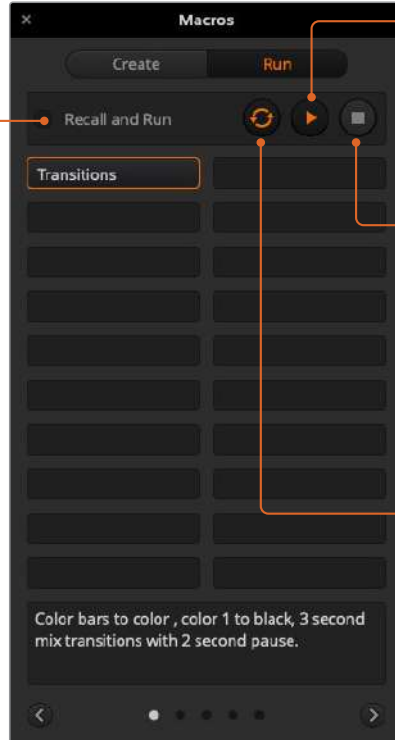 Macros
Create
Run
Recall and Run
Transitions
Color bars to color , color 1 to black, 3 second
mix transitions with 2 second pause.